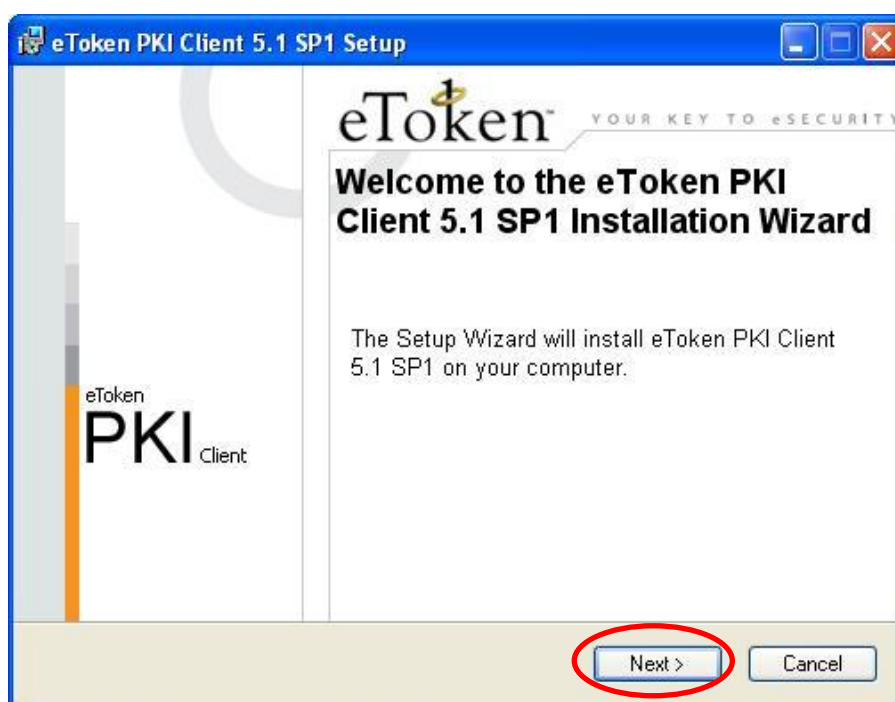 eToken PKI Client 5.1 SP1 Setup
eToken
YOUR KEY TO eSECURITY
Welcome to the eToken PKI
Client 5.1 SP1 Installation Wizard
The Setup Wizard will install eToken PKI Client
5.1 SP1 on your computer.
eToken
PKI Client
Next >
Cancel